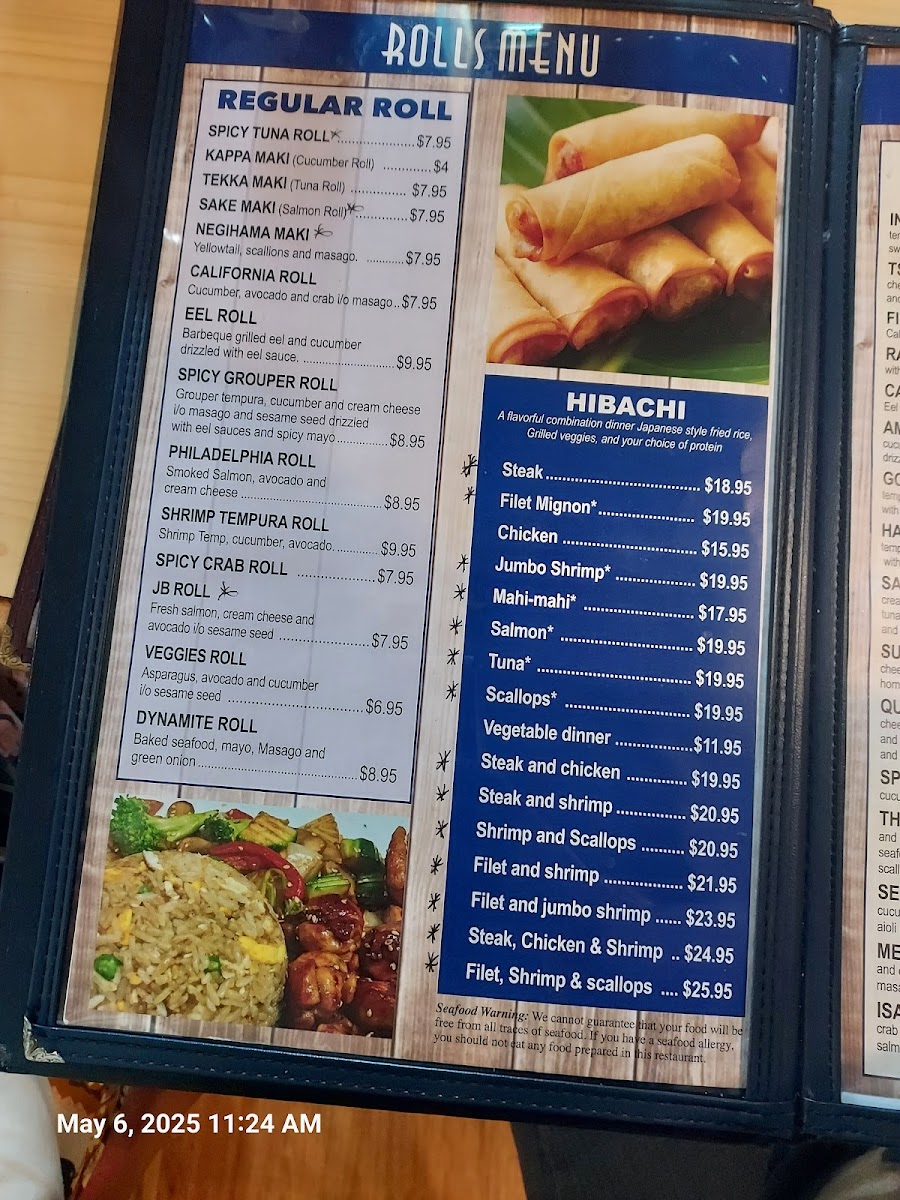 ROLLS MENU
REGULAR ROLL
SPICY TUNA ROLL* ..................$7.95
KAPPA MAKI (Cucumber Roll) .............$4
TEKKA MAKI (Tuna Roll) ............. $7.95
SAKE MAKI (Salmon Roll)* .............$7.95
NEGIHAMA MAKI *
Yellowtail, scallions and masago. ..........$7.95
CALIFORNIA ROLL
Cucumber, avocado and crab i/o masago..$7.95
EEL ROLL
Barbeque grilled eel and cucumber
drizzled with eel sauce. ..............................$9.95
SPICY GROUPER ROLL
Grouper tempura, cucumber and cream cheese
i/o masago and sesame seed drizzled
with eel sauces and spicy mayo.............$8.95
PHILADELPHIA ROLL
Smoked Salmon, avocado and
cream cheese ...................................$8.95
SHRIMP TEMPURA ROLL
Shrimp Temp, cucumber, avocado. ..........$9.95
SPICY CRAB ROLL ....................$7.95
JB ROLL *
Fresh salmon, cream cheese and
avocado i/o sesame seed ......................$7.95
VEGGIES ROLL
Asparagus, avocado and cucumber
i/o sesame seed ...................................$6.95
DYNAMITE ROLL
Baked seafood, mayo, Masago and
green onion.......................................$8.95
HIBACHI
A flavorful combination dinner Japanese style fried rice,
Grilled veggies, and your choice of protein
* Steak.................................. $18.95
* Filet Mignon*..................... $19.95
Chicken .............................. $15.95
* Jumbo Shrimp* .................. $19.95
* Mahi-mahi* ........................ $17.95
* Salmon* ............................. $19.95
* Tuna* .................................. $19.95
* Scallops* ............................ $19.95
Vegetable dinner .................$11.95
* Steak and chicken ............. $19.95
* Steak and shrimp ............... $20.95
* Shrimp and Scallops .......... $20.95
* Filet and shrimp .................. $21.95
* Filet and jumbo shrimp ...... $23.95
* Steak, Chicken & Shrimp .. $24.95
* Filet, Shrimp & scallops .... $25.95
Seafood Warning: We cannot guarantee that your food will be
free from all traces of seafood. If you have a seafood allergy,
you should not eat any food prepared in this restaurant.
May 6, 2025 11:24 AM